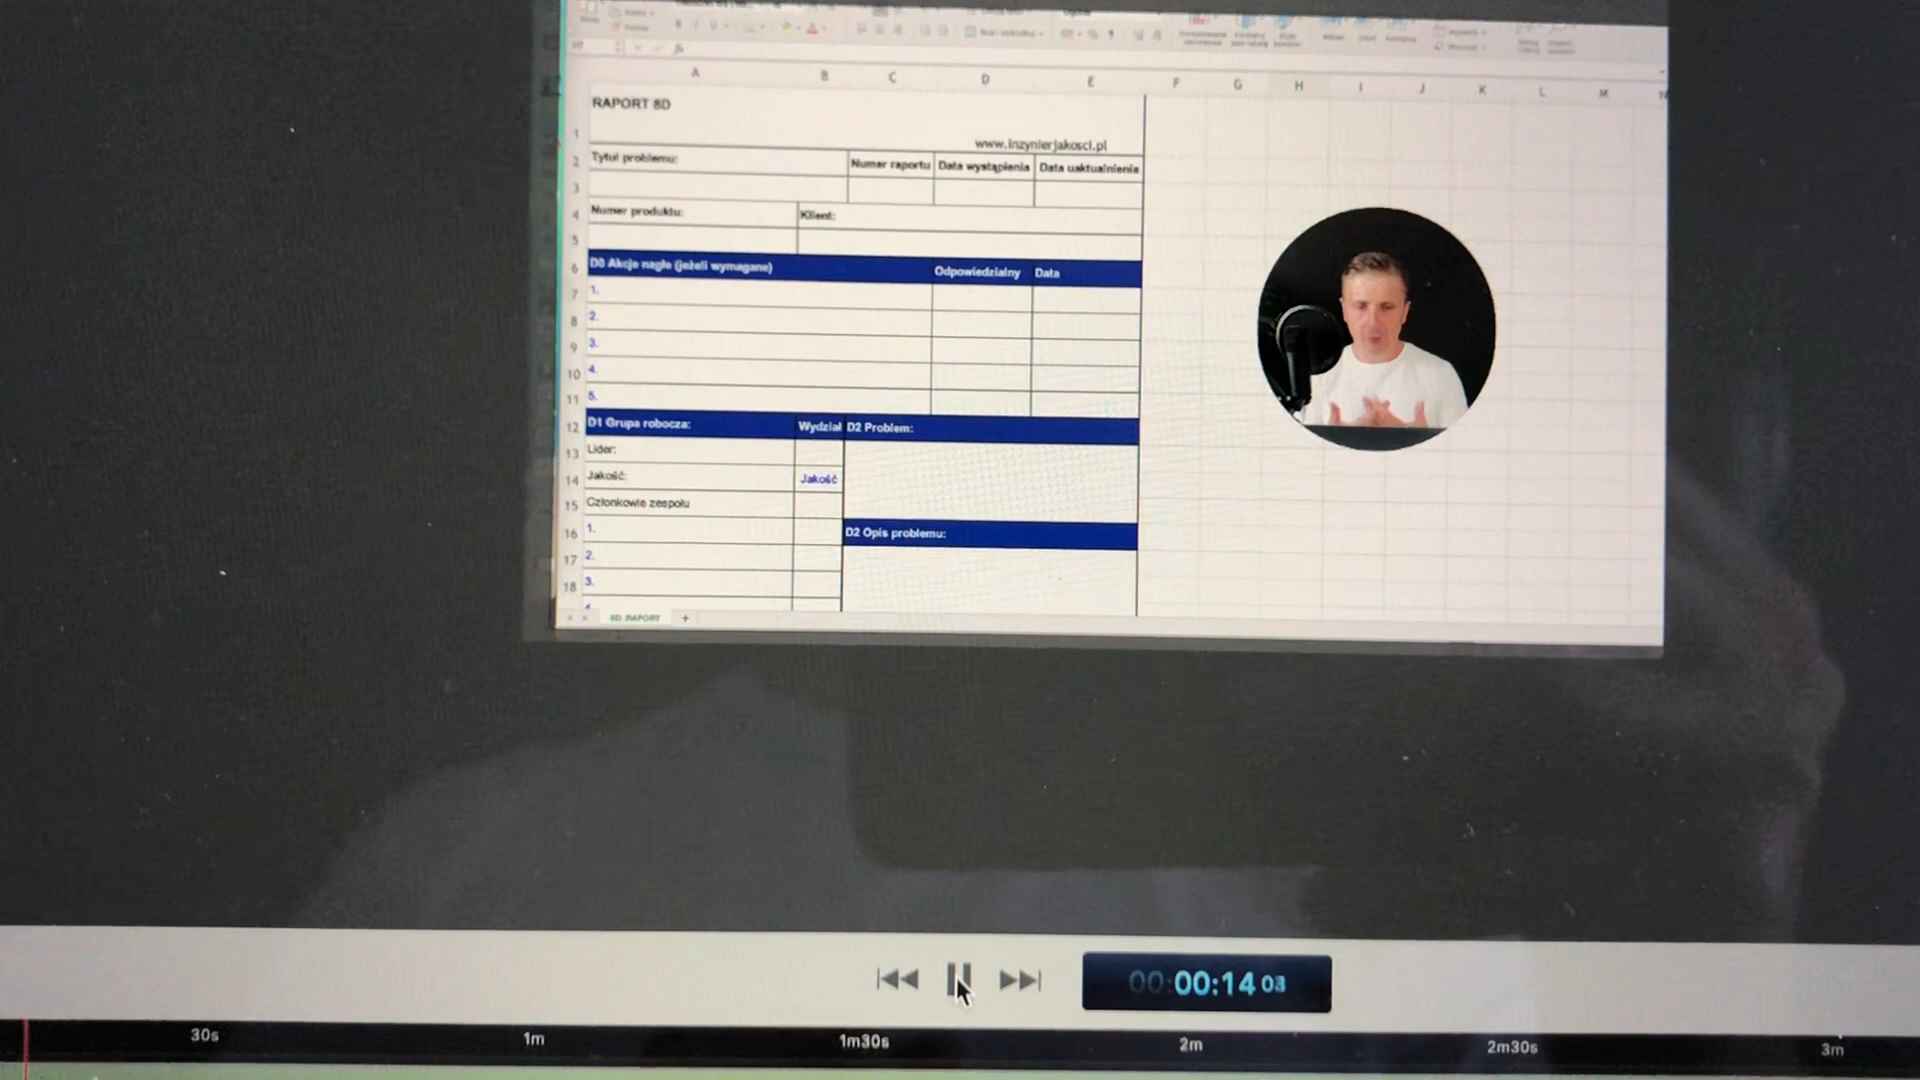 A B C D E F G H I J K L M N
RAPORT 8D
1
www.inzynierjakosci.pl
2 Tytuł problemu: Numer raportu Data wystąpienia Data uaktualnienia
3
4 Numer produktu: Klient:
5
6 D0 Akcje nagłe (jeżeli wymagane) Odpowiedzialny Data
7 1.
8 2.
9 3.
10 4.
11 5.
12 D1 Grupa robocza: Wydział D2 Problem:
13 Lider:
14 Jakość: Jakość
15 Członkowie zespołu
16 1. D2 Opis problemu:
17 2.
18 3.
4
8D_RAPORT +
00:00:14 03
30s 1m 1m30s 2m 2m30s 3m